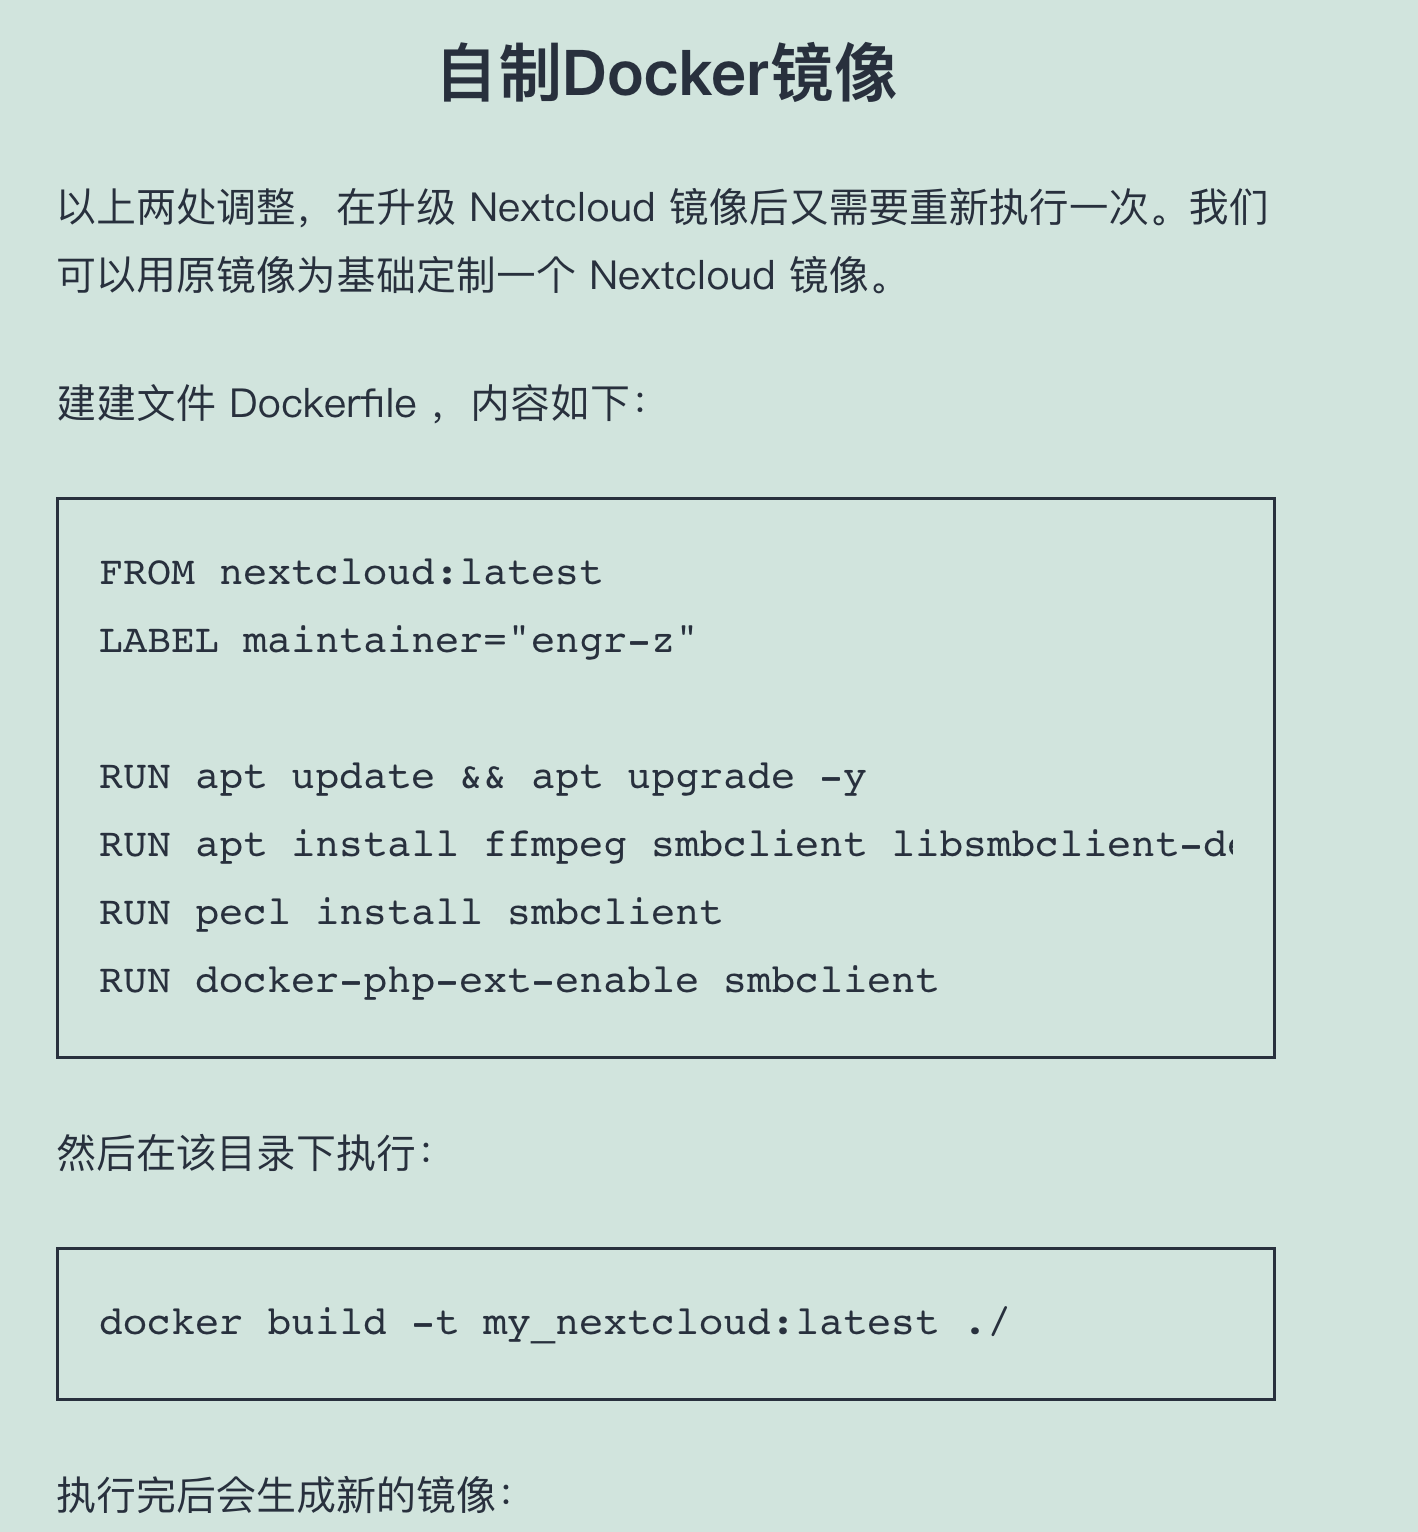 自制Docker镜像
以上两处调整，在升级 Nextcloud 镜像后又需要重新执行一次。我们
可以用原镜像为基础定制一个 Nextcloud 镜像。
建建文件 Dockerfile ，内容如下：
FROM nextcloud:latest
LABEL maintainer="engr-z"
RUN apt update && apt upgrade -y
RUN apt install ffmpeg smbclient
RUN pecl install smbclient
RUN docker-php-ext-enable smbclient
然后在该目录下执行：
docker build -t my_nextcloud:latest ./
执行完后会生成新的镜像：